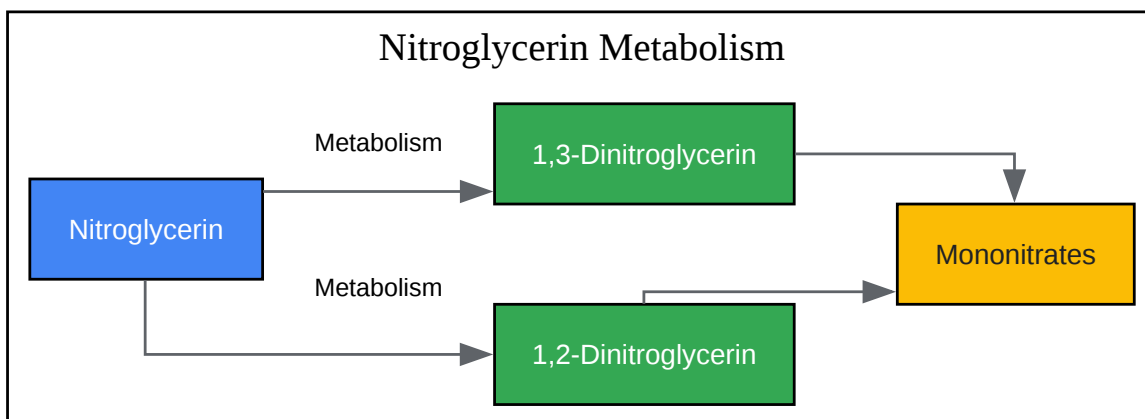 Nitroglycerin Metabolism
Metabolism
1,3-Dinitroglycerin
Nitroglycerin
Mononitrates
Metabolism
1,2-Dinitroglycerin